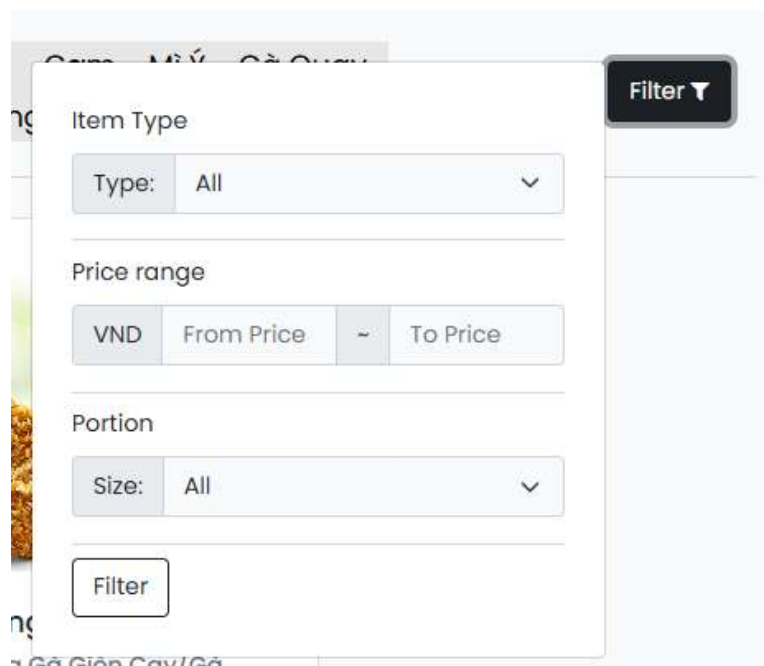 Filter
Item Type
Type: All
Price range
VND From Price ~ To Price
Portion
Size: All
Filter